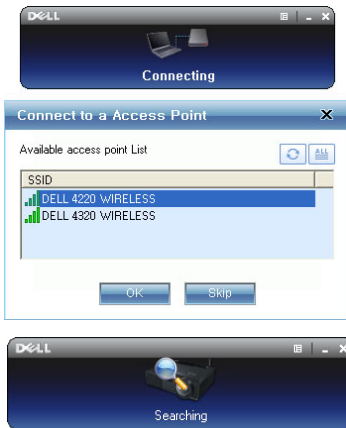 DELL
Connecting
Connect to a Access Point
Available access point List
ALL
SSID
DELL 4220 WIRELESS
DELL 4320 WIRELESS
OK
Skip
DELL
Searching